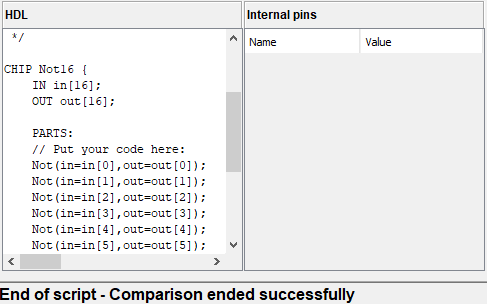 HDL
*/
CHIP Not16 {
IN in[16];
OUT out[16];
PARTS:
// Put your code here:
Not(in=in[0],out=out[0]);
Not(in=in[1],out=out[1]);
Not(in=in[2],out=out[2]);
Not(in=in[3],out=out[3]);
Not(in=in[4],out=out[4]);
Not(in=in[5],out=out[5]);
Internal pins
Name Value
End of script - Comparison ended successfully